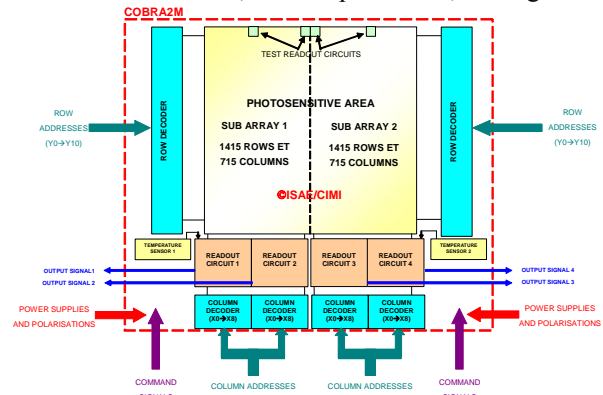 COBRA2M
TEST READOUT CIRCUITS
PHOTOSENSITIVE AREA
SUB ARRAY 1
SUB ARRAY 2
1415 ROWS ET
715 COLUMNS
1415 ROWS ET
715 COLUMNS
©ISAE/CIMI
ROW DECODER
ROW DECODER
ROW
ADDRESSES
(Y0→Y10)
ROW
ADDRESSES
(Y0→Y10)
TEMPERATURE
SENSOR 1
TEMPERATURE
SENSOR 2
READOUT
CIRCUIT 1
READOUT
CIRCUIT 2
READOUT
CIRCUIT 3
READOUT
CIRCUIT 4
OUTPUT SIGNAL1
OUTPUT SIGNAL 2
OUTPUT SIGNAL 4
OUTPUT SIGNAL 3
COLUMN
DECODER
(X0→X8)
COLUMN
DECODER
(X0→X8)
COLUMN
DECODER
(X0→X8)
COLUMN
DECODER
(X0→X8)
POWER SUPPLIES
AND POLARISATIONS
POWER SUPPLIES
AND POLARISATIONS
COMMAND
COLUMN ADDRESSES
COLUMN ADDRESSES
COMMAND